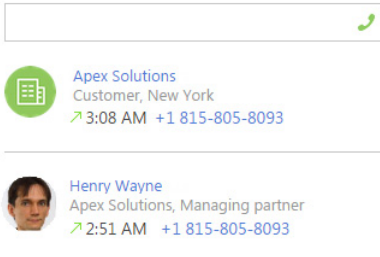 Apex Solutions
Customer, New York
3:08 AM +1 815-805-8093
Henry Wayne
Apex Solutions, Managing partner
2:51 AM +1 815-805-8093